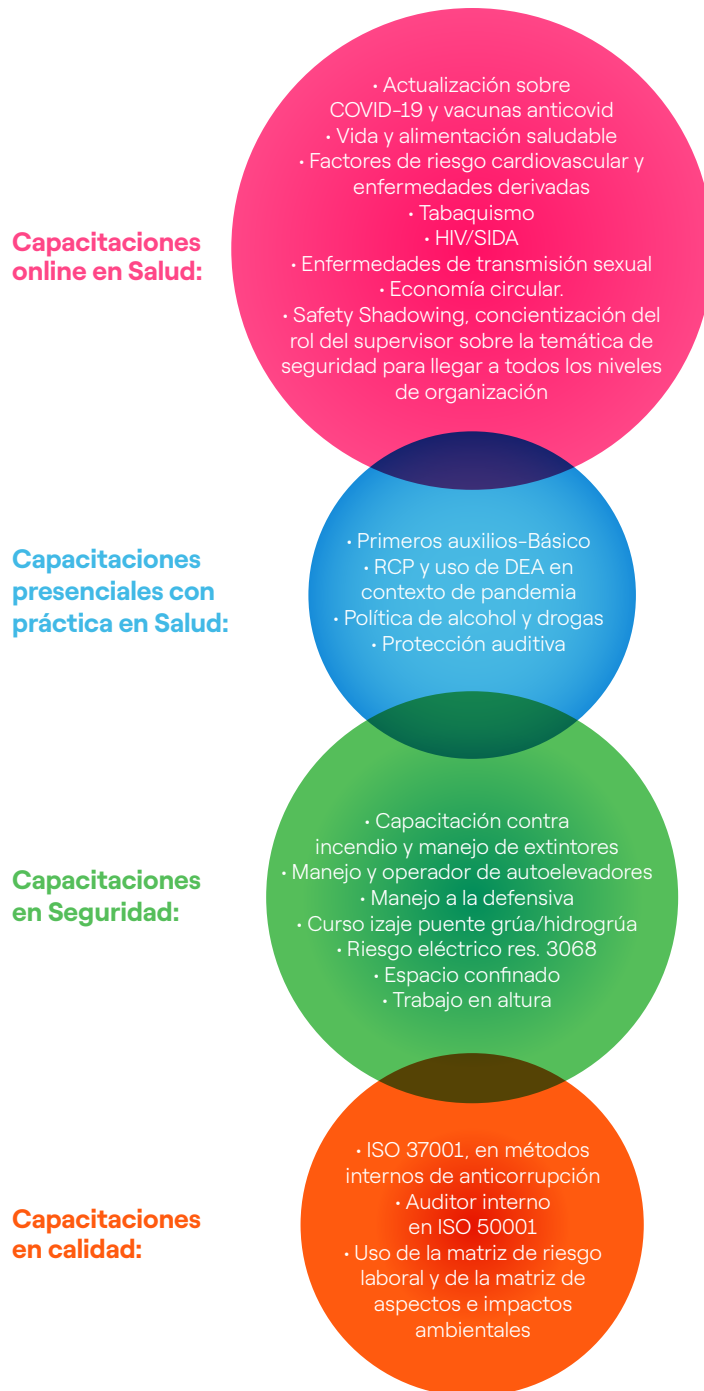 Capacitaciones
online en Salud:
• Actualización sobre
COVID-19 y vacunas anticovid
• Vida y alimentación saludable
• Factores de riesgo cardiovascular y
enfermedades derivadas
• Tabaquismo
• HIV/SIDA
• Enfermedades de transmisión sexual
• Economía circular.
• Safety Shadowing, concientización del
rol del supervisor sobre la temática de
seguridad para llegar a todos los niveles
de organización
Capacitaciones
presenciales con
práctica en Salud:
• Primeros auxilios-Básico
• RCP y uso de DEA en
contexto de pandemia
• Política de alcohol y drogas
• Protección auditiva
Capacitaciones
en Seguridad:
• Capacitación contra
incendio y manejo de extintores
• Manejo y operador de autoelevadores
• Manejo a la defensiva
• Curso izaje puente grúa/hidrogrúa
• Riesgo eléctrico res. 3068
• Espacio confinado
• Trabajo en altura
Capacitaciones
en calidad:
• ISO 37001, en métodos
internos de anticorrupción
• Auditor interno
en ISO 50001
• Uso de la matriz de riesgo
laboral y de la matriz de
aspectos e impactos
ambientales